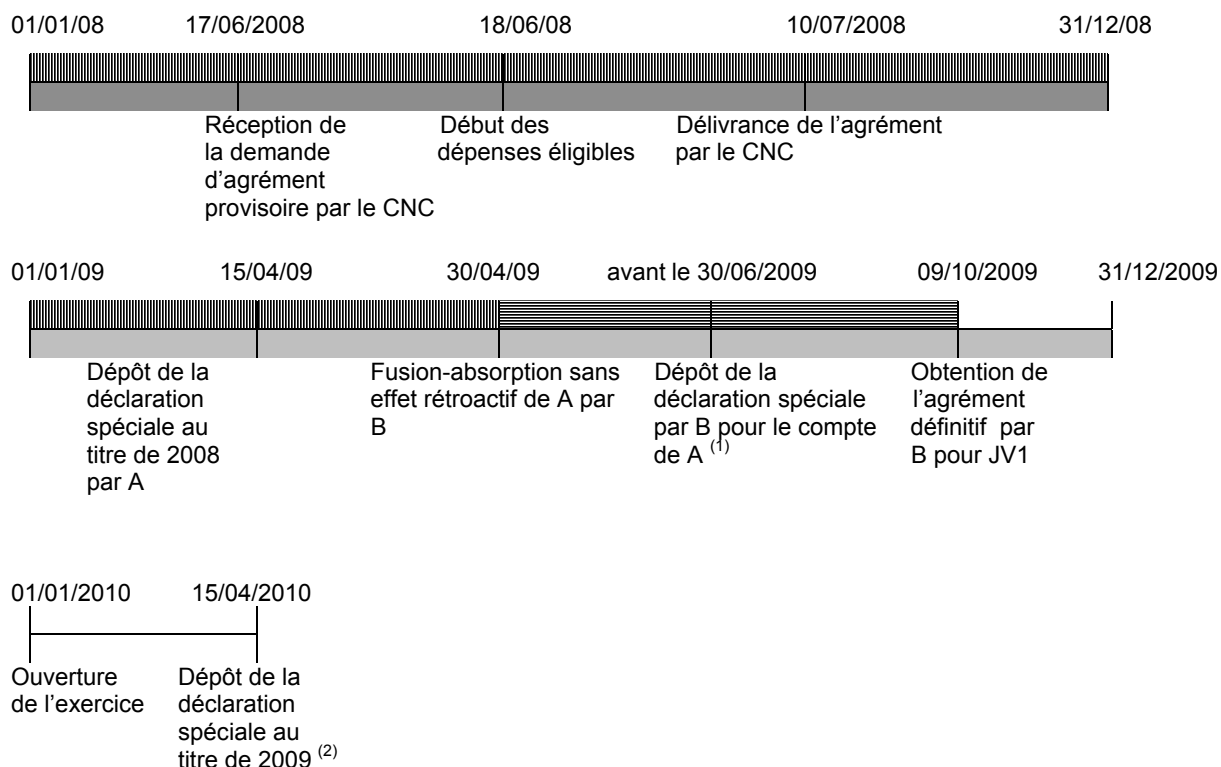 01/01/08 17/06/2008 18/06/08 10/07/2008 31/12/08
Réception de
la demande
d'agrément
provisoire par le CNC
Début des
dépenses éligibles
Délivrance de l'agrément
par le CNC
01/01/09 15/04/09 30/04/09 avant le 30/06/2009 09/10/2009 31/12/2009
Dépôt de la
déclaration
spéciale au
titre de 2008
par A
Fusion-absorption sans
effet rétroactif de A par
B
Dépôt de la
déclaration spéciale
par B pour le compte
de A (1)
Obtention de
l'agrément
définitif par
B pour JV1
01/01/2010 15/04/2010
Ouverture
de l'exercice
Dépôt de la
déclaration
spéciale au
titre de 2009 (2)